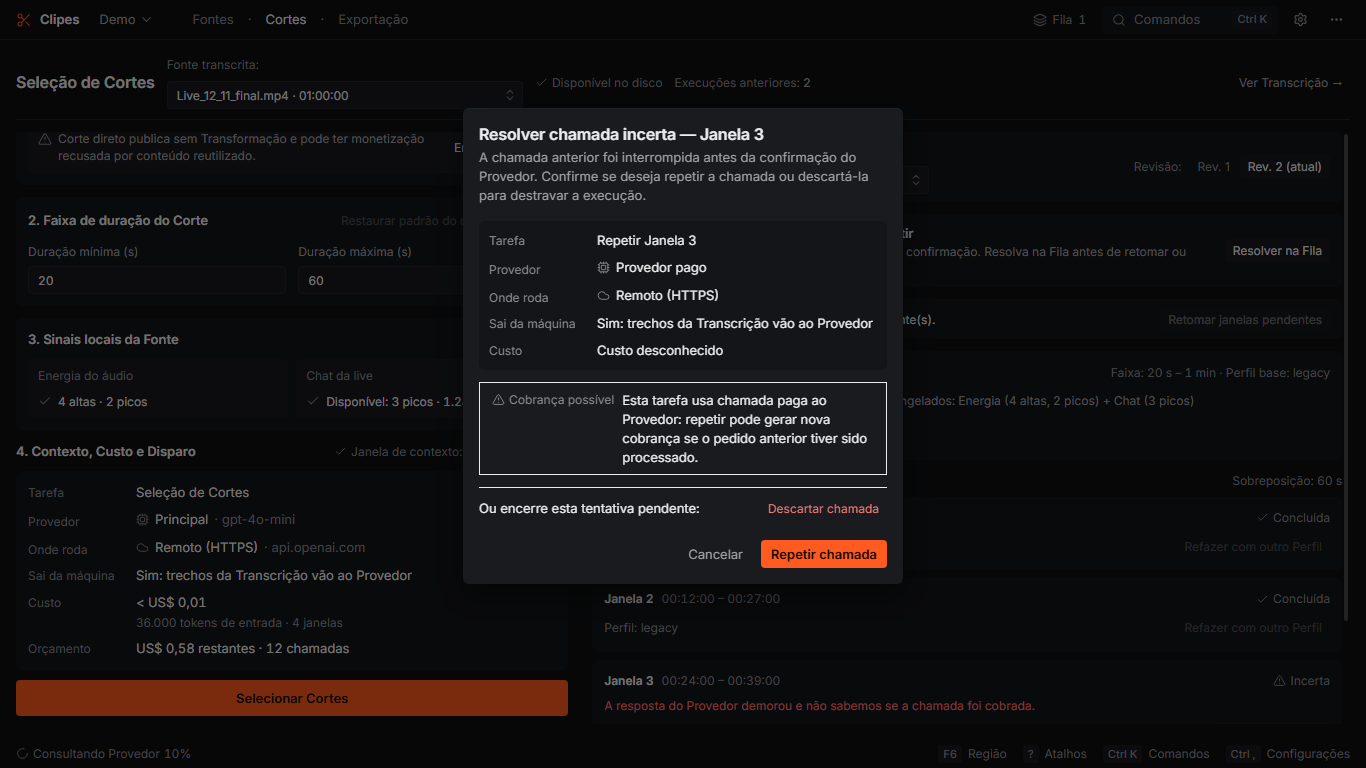 Clipes
Demo
Fontes · Cortes · Exportação
Fila 1
Comandos Ctrl K
Seleção de Cortes
Fonte transcrita:
Live_12_11_final.mp4 · 01:00:00
Disponível no disco
Execuções anteriores: 2
Ver Transcrição →
Corte direto publica sem Transformação e pode ter monetização
recusada por conteúdo reutilizado.
2. Faixa de duração do Corte
Restaurar padrão do
Duração mínima (s)
Duração máxima (s)
20
60
3. Sinais locais da Fonte
Energia do áudio
4 altas · 2 picos
Chat da live
Disponível: 3 picos
4. Contexto, Custo e Disparo
Janela de contexto:
Tarefa
Seleção de Cortes
Provedor
Principal · gpt-4o-mini
Onde roda
Remoto (HTTPS) · api.openai.com
Sai da máquina
Sim: trechos da Transcrição vão ao Provedor
Custo
< US$ 0,01
36.000 tokens de entrada · 4 janelas
Orçamento
US$ 0,58 restantes · 12 chamadas
Selecionar Cortes
Resolver chamada incerta — Janela 3
A chamada anterior foi interrompida antes da confirmação do
Provedor. Confirme se deseja repetir a chamada ou descartá-la
para destravar a execução.
Tarefa
Repetir Janela 3
Provedor
Provedor pago
Onde roda
Remoto (HTTPS)
Sai da máquina
Sim: trechos da Transcrição vão ao Provedor
Custo
Custo desconhecido
Cobrança possível
Esta tarefa usa chamada paga ao
Provedor: repetir pode gerar nova
cobrança se o pedido anterior tiver sido
processado.
Ou encerre esta tentativa pendente:
Descartar chamada
Cancelar
Repetir chamada
Revisão: Rev. 1 Rev. 2 (atual)
confirmação. Resolva na Fila antes de retomar ou
Resolver na Fila
Retomar janelas pendentes
Faixa: 20 s – 1 min · Perfil base: legacy
Energia (4 altas, 2 picos) + Chat (3 picos)
Sobreposição: 60 s
Concluída
Refazer com outro Perfil
Janela 2 00:12:00 – 00:27:00
Concluída
Perfil: legacy
Refazer com outro Perfil
Janela 3 00:24:00 – 00:39:00
Incerta
A resposta do Provedor demorou e não sabemos se a chamada foi cobrada.
Consultando Provedor 10%
F6 Região
? Atalhos
Ctrl K Comandos
Ctrl , Configurações